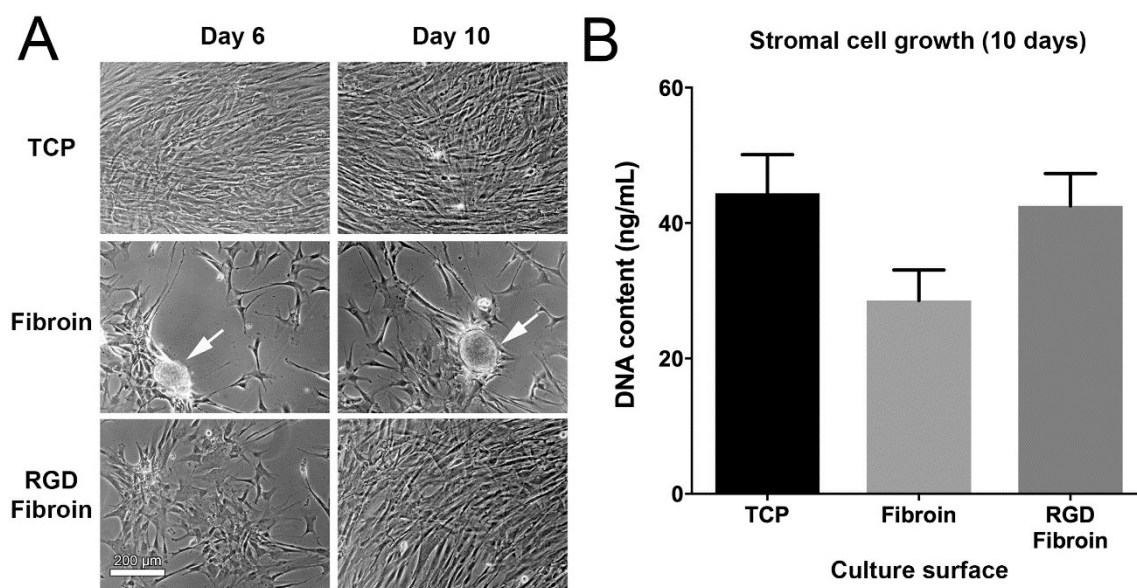 A
Day 6
Day 10
TCP
Fibroin
RGD
Fibroin
200 µm
B
Stromal cell growth (10 days)
DNA content (ng/mL)
60
40
20
0
TCP
Fibroin
RGD
Fibroin
Culture surface